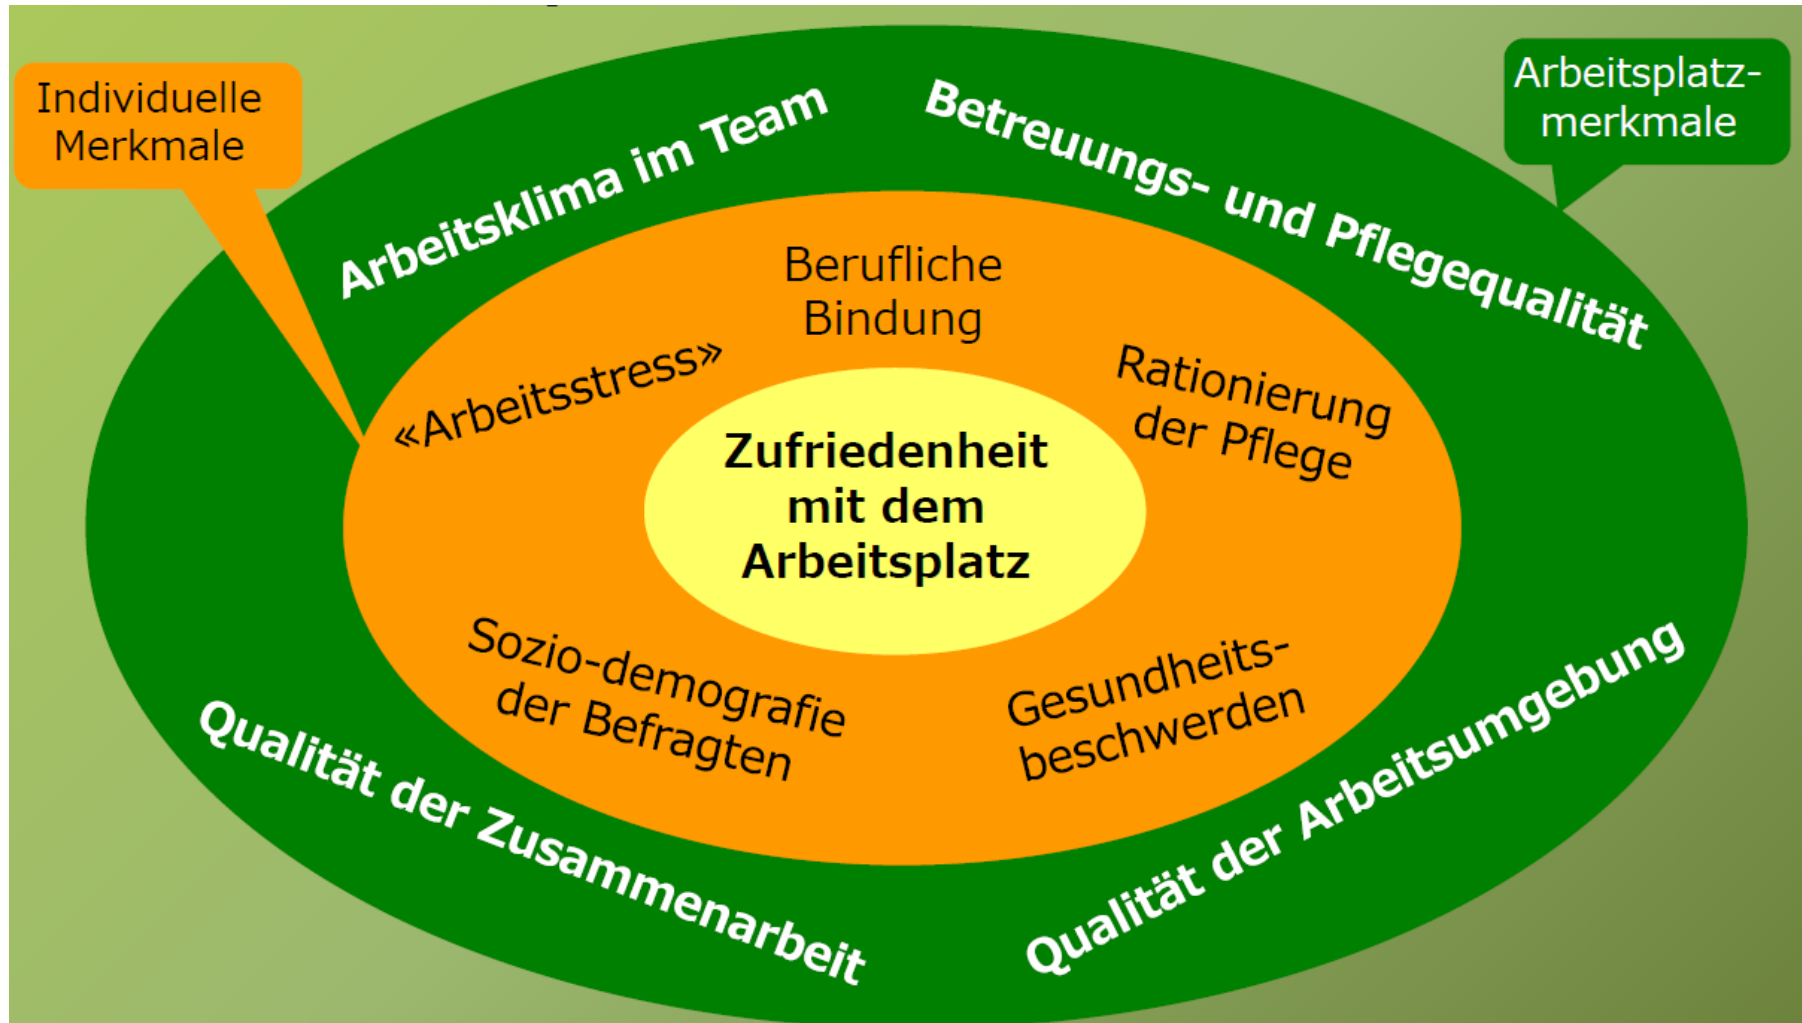 Individuelle
Merkmale
Arbeitsplatz-
merkmale
Arbeitsklima im Team
Betreuungs- und Pflegequalität
Berufliche
Bindung
«Arbeitsstress»
Rationierung
der Pflege
Zufriedenheit
mit dem
Arbeitsplatz
Sozio-demografie
der Befragten
Gesundheits-
beschwerden
Qualität der Zusammenarbeit
Qualität der Arbeitsumgebung